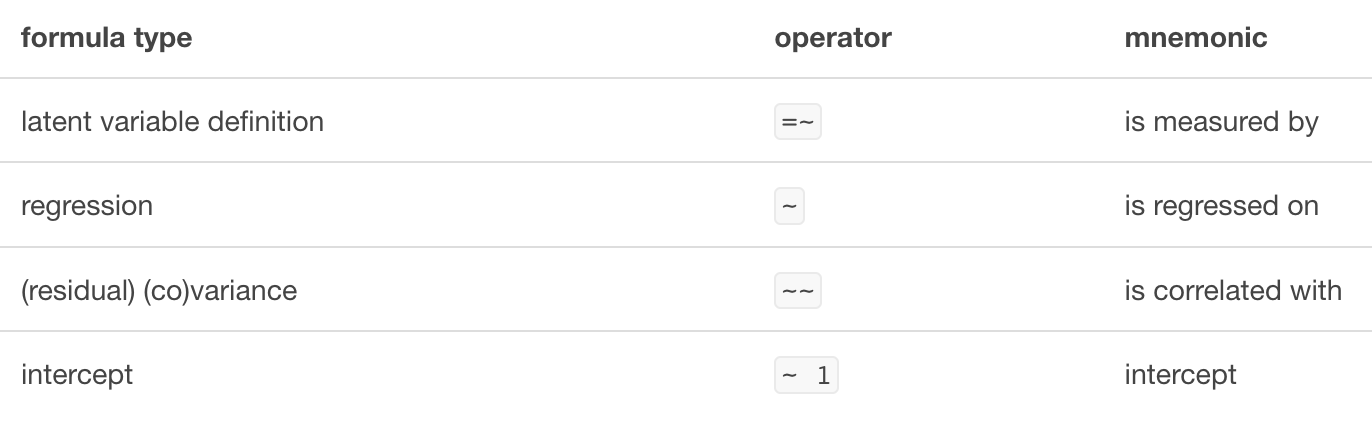 formula type operator mnemonic
latent variable definition =~ is measured by
regression ~ is regressed on
(residual) (co)variance ~~ is correlated with
intercept ~ 1 intercept